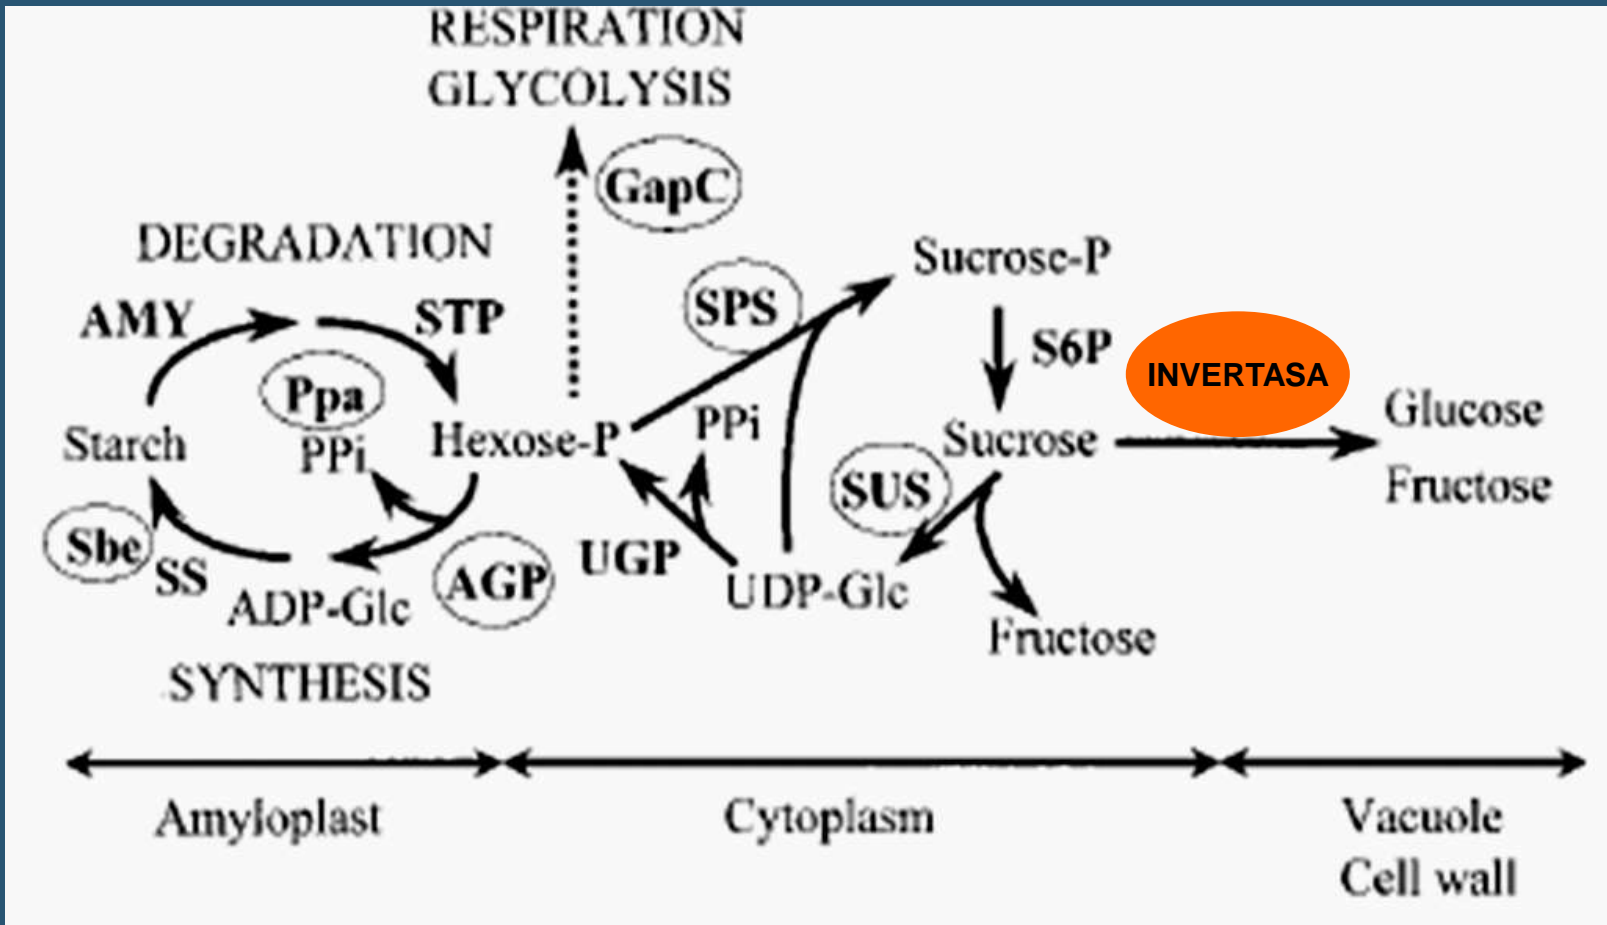 RESPIRATION
GLYCOLYSIS
GapC
DEGRADATION
Sucrose-P
SPS
AMY
STP
S6P
INVERTASA
Ppa
PPi
Glucose
Starch
PPi
Hexose-P
Sucrose
Fructose
SUS
Sbe
SS
AGP
UGP
UDP-Glc
ADP-Glc
Fructose
SYNTHESIS
Amyloplast
Cytoplasm
Vacuole
Cell wall